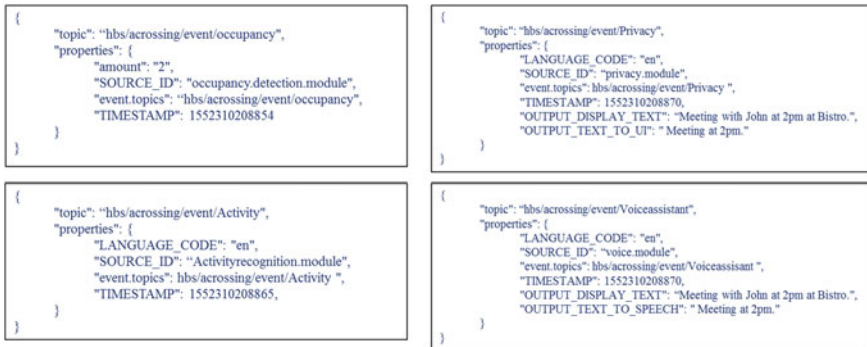 {
"topic": “hbs/acrossing/event/occupancy",
"properties": {
"amount": "2",
"SOURCE_ID": "occupancy.detection.module",
"event.topics": “hbs/acrossing/event/occupancy",
"TIMESTAMP": 1552310208854
}
}
{
"topic": “hbs/acrossing/event/Activity",
"properties": {
"LANGUAGE_CODE": "en",
"SOURCE_ID": “Activityrecognition.module",
"event.topics": hbs/acrossing/event/Activity ",
"TIMESTAMP": 1552310208865,
}
}
{
"topic": “hbs/acrossing/event/Privacy",
"properties": {
"LANGUAGE_CODE": "en",
"SOURCE_ID": “privacy.module",
"event.topics": hbs/acrossing/event/Privacy ",
"TIMESTAMP": 1552310208870,
"OUTPUT_DISPLAY_TEXT": “Meeting with John at 2pm at Bistro.",
"OUTPUT_TEXT_TO_UI": " Meeting at 2pm."
}
}
{
"topic": “hbs/acrossing/event/Voiceassistant",
"properties": {
"LANGUAGE_CODE": "en",
"SOURCE_ID": “voice.module",
"event.topics": hbs/acrossing/event/Voiceassisant ",
"TIMESTAMP": 1552310208870,
"OUTPUT_DISPLAY_TEXT": “Meeting with John at 2pm at Bistro.",
"OUTPUT_TEXT_TO_SPEECH": " Meeting at 2pm."
}
}